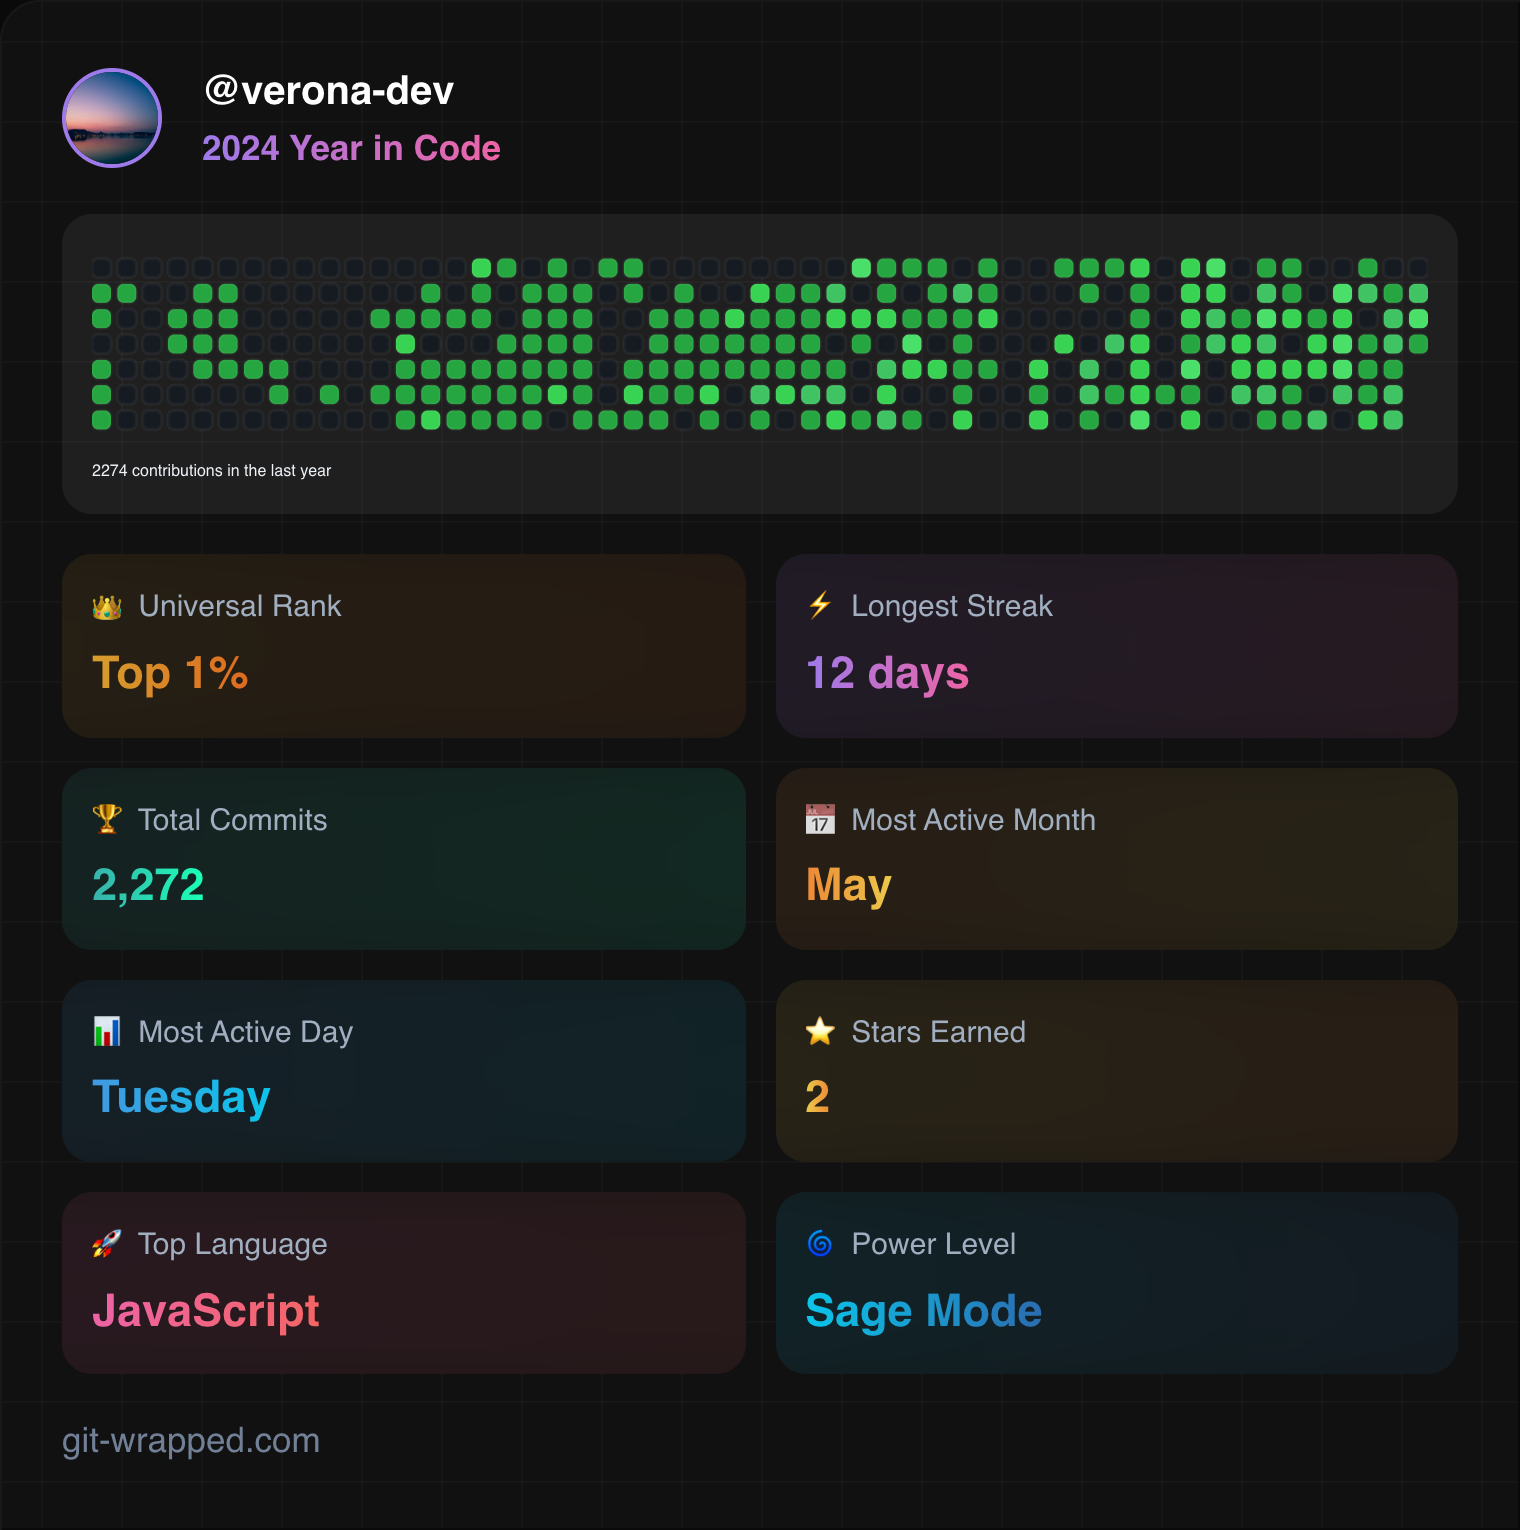 @verona-dev
2024 Year in Code
2274 contributions in the last year
Universal Rank
Top 1%
Longest Streak
12 days
Total Commits
2,272
JUL
17
Most Active Month
May
Most Active Day
Tuesday
Stars Earned
2
Top Language
JavaScript
Power Level
Sage Mode
git-wrapped.com